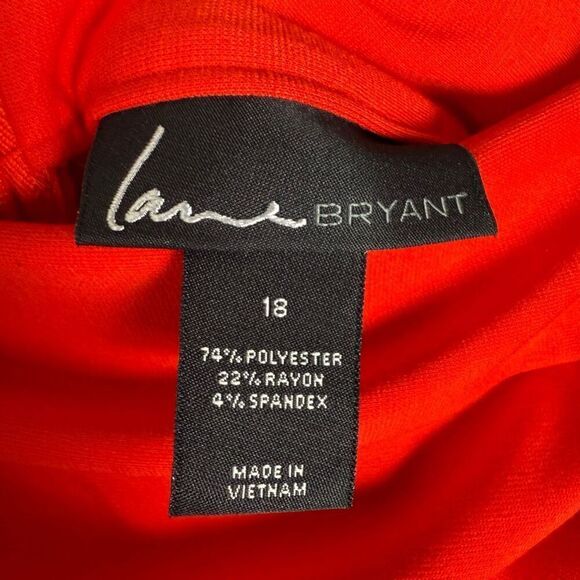 Lane BRYANT
18
74% POLYESTER
22% RAYON
4% SPANDEX
MADE IN
VIETNAM